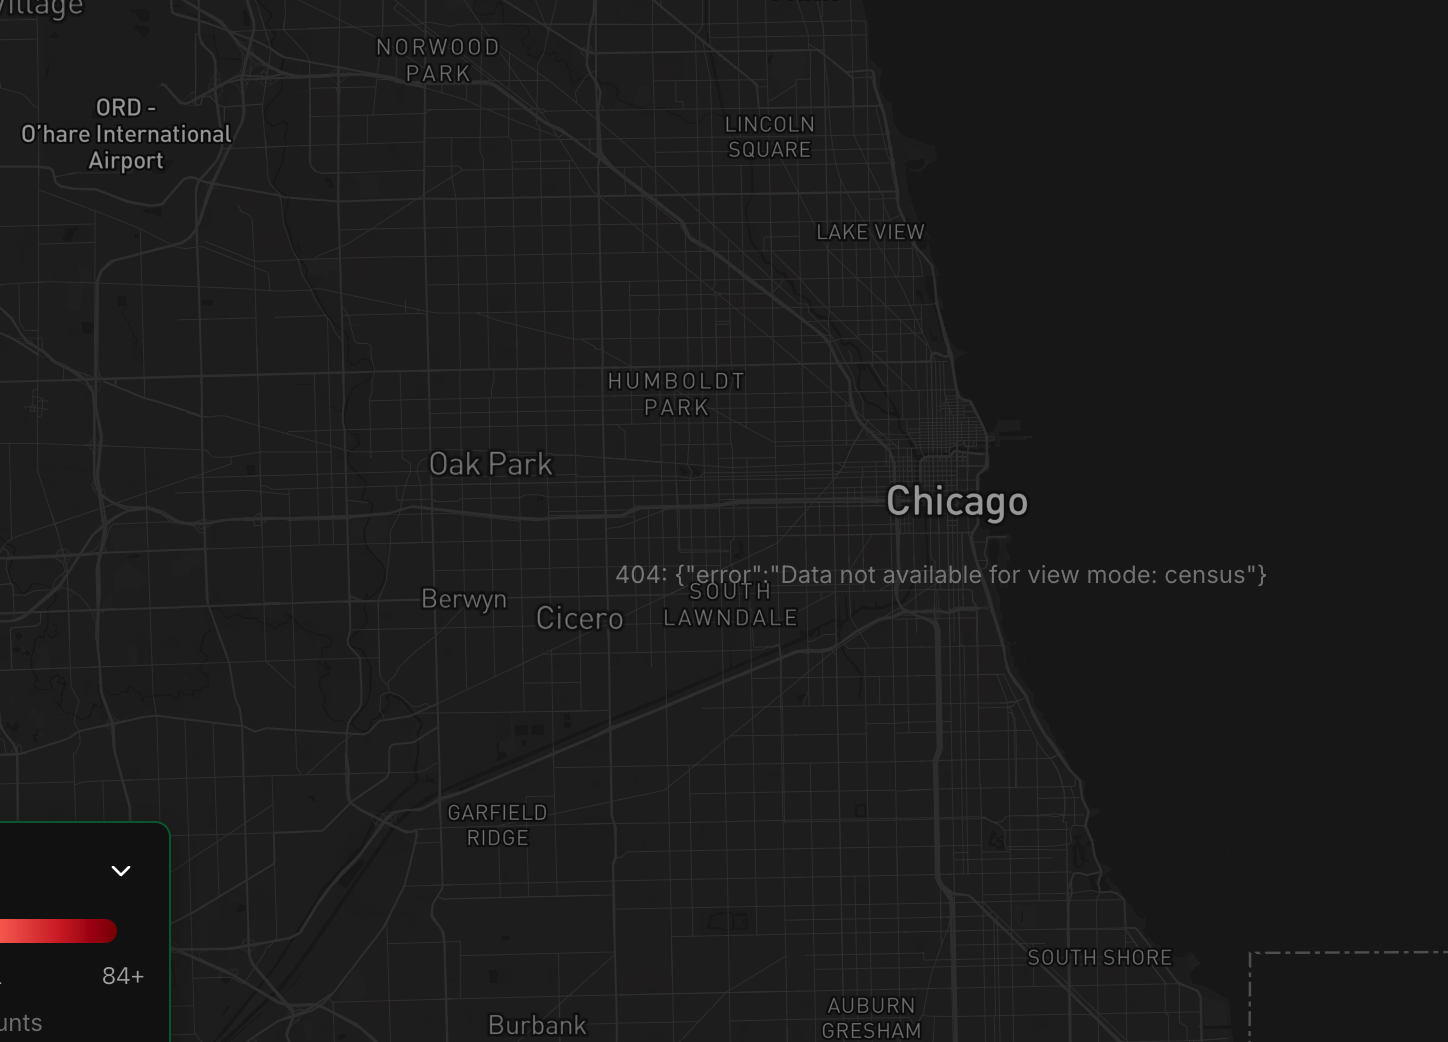 Village
NORWOOD
PARK
ORD -
O'hare International
Airport
LINCOLN
SQUARE
LAKE VIEW
HUMBOLDT
PARK
Oak Park
Chicago
404: {"error":"Data not available for view mode: census"}
Berwyn
Cicero
SOUTH
LAWNDALE
GARFIELD
RIDGE
84+
unts
SOUTH SHORE
AUBURN
GRESHAM
Burbank